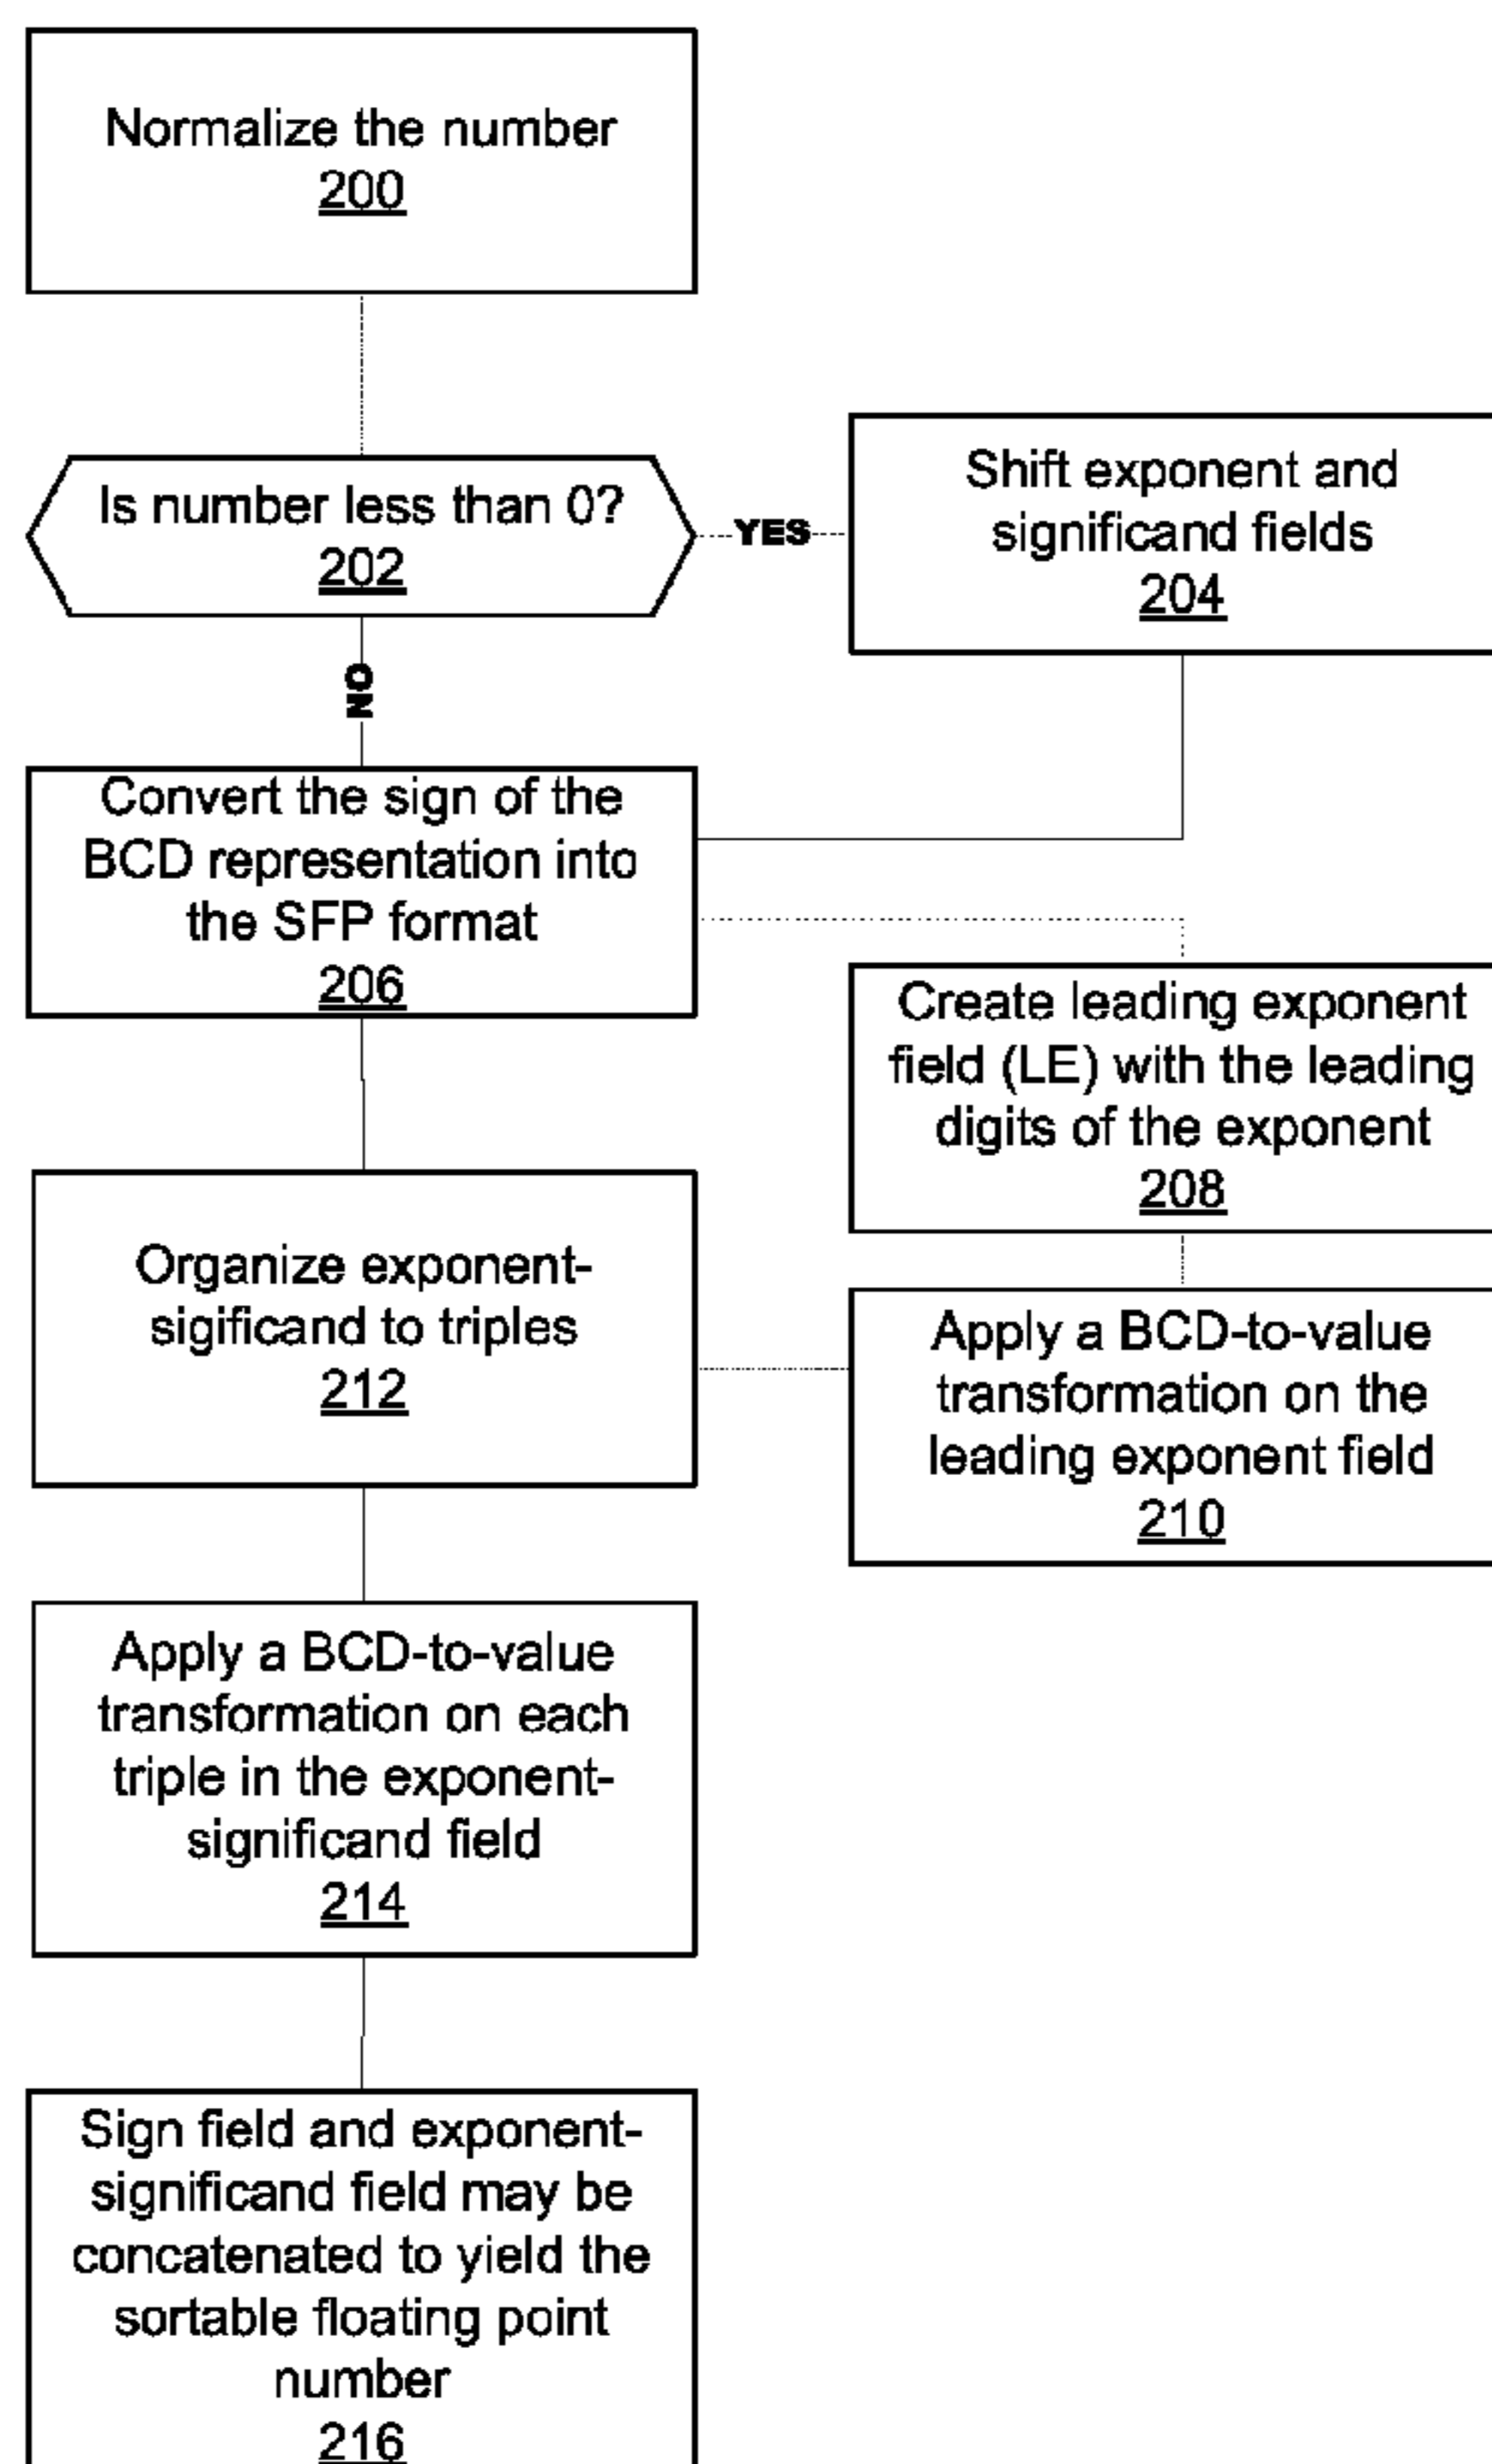 Normalize the number
200
Is number less than 0?
202
YES
Shift exponent and
significand fields
204
NO
Convert the sign of the
BCD representation into
the SFP format
206
Create leading exponent
field (LE) with the leading
digits of the exponent
208
Apply a BCD-to-value
transformation on the
leading exponent field
210
Organize exponent-
sigificand to triples
212
Apply a BCD-to-value
transformation on each
triple in the exponent-
significand field
214
Sign field and exponent-
significand field may be
concatenated to yield the
sortable floating point
number
216